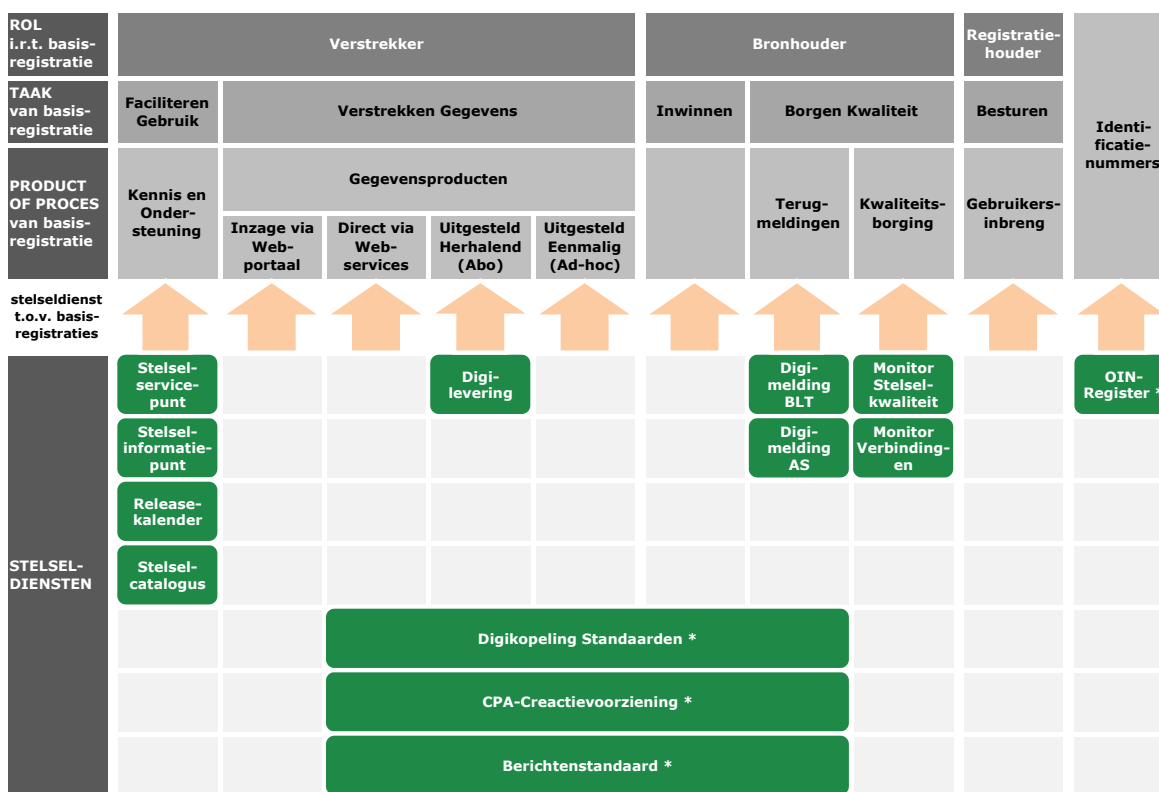 ROL
i.r.t. basis-
registratie
Verstrekker
Bronhouder
Registratie-
houder
TAAK
van basis-
registratie
Faciliteren
Gebruik
Verstrekken Gegevens
Inwinnen
Borgen Kwaliteit
Besturen
Identi-
ficatie-
nummers
PRODUCT
OF PROCES
van basis-
registratie
Kennis en
Onder-
steuning
Gegevensproducten
Inzage via
Web-
portaal
Direct via
Web-
services
Uitgesteld
Herhalend
(Abo)
Uitgesteld
Eenmalig
(Ad-hoc)
Terug-
meldingen
Kwaliteits-
borging
Gebruikers-
inbreng
stelseldienst
t.o.v. basis-
registraties
STELSEL-
DIENSTEN
Stelsel-
service-
punt
Digi-
levering
Digi-
melding
BLT
Monitor
Stelsel-
kwaliteit
OIN-
Register *
Stelsel-
informatie-
punt
Digi-
melding
AS
Monitor
Verbinding-
en
Release-
kalender
Stelsel-
catalogus
Digikopeling Standaarden *
CPA-Creactievoorziening *
Berichtenstandaard *